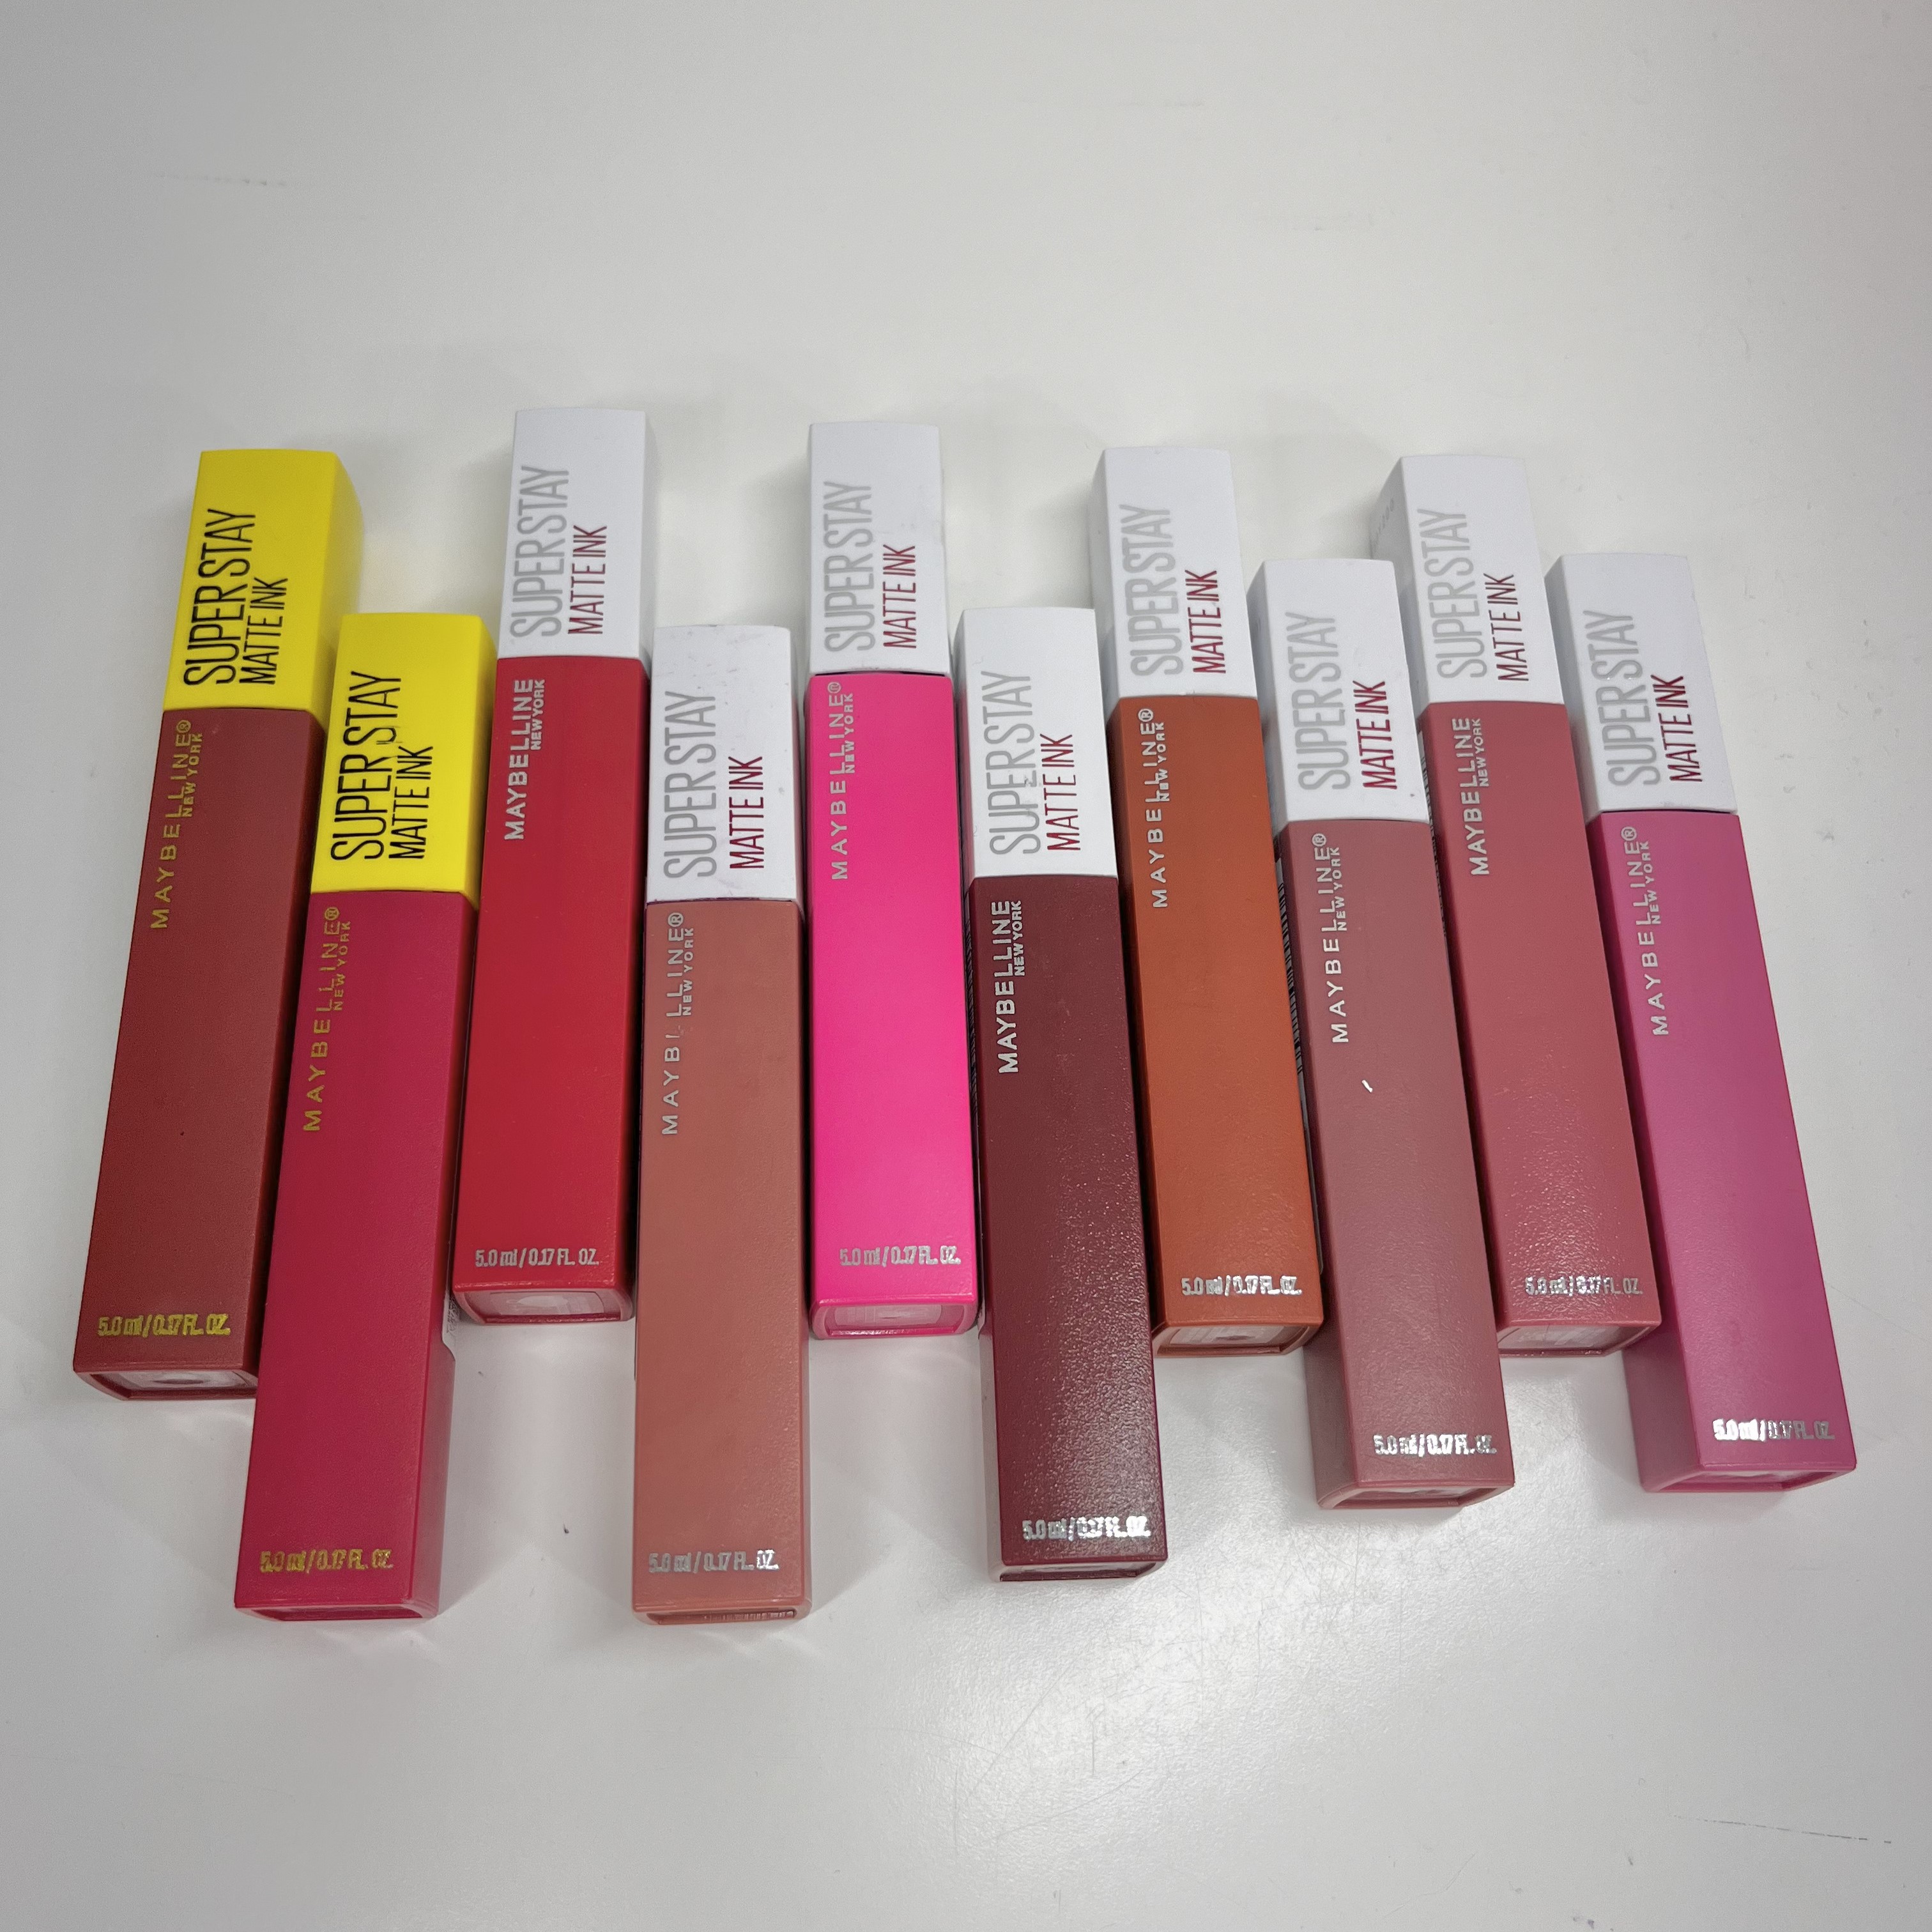 SUPER STAY
MATTE INK
MAYBELLINE®
NEW YORK
5.0 ml / 0.17 FL. OZ.
SUPER STAY
MATTE INK
MAYBELLINE®
NEW YORK
5.0 ml / 0.17 FL. OZ.
SUPER STAY
MATTE INK
MAYBELLINE
NEW YORK
5.0 ml / 0.17 FL. OZ.
SUPER STAY
MATTE INK
MAYBELLINE®
NEW YORK
5.0 ml / 0.17 FL. OZ.
SUPER STAY
MATTE INK
MAYBELLINE®
NEW YORK
5.0 ml / 0.17 FL. OZ.
SUPER STAY
MATTE INK
MAYBELLINE
NEW YORK
5.0 ml / 0.17 FL. OZ.
SUPER STAY
MATTE INK
MAYBELLINE®
NEW YORK
5.0 ml / 0.17 FL. OZ.
SUPER STAY
MATTE INK
MAYBELLINE®
NEW YORK
5.0 ml / 0.17 FL. OZ.
SUPER STAY
MATTE INK
MAYBELLINE
NEW YORK
5.0 ml / 0.17 FL. OZ.
SUPER STAY
MATTE INK
MAYBELLINE®
NEW YORK
5.0 ml / 0.17 FL. OZ.